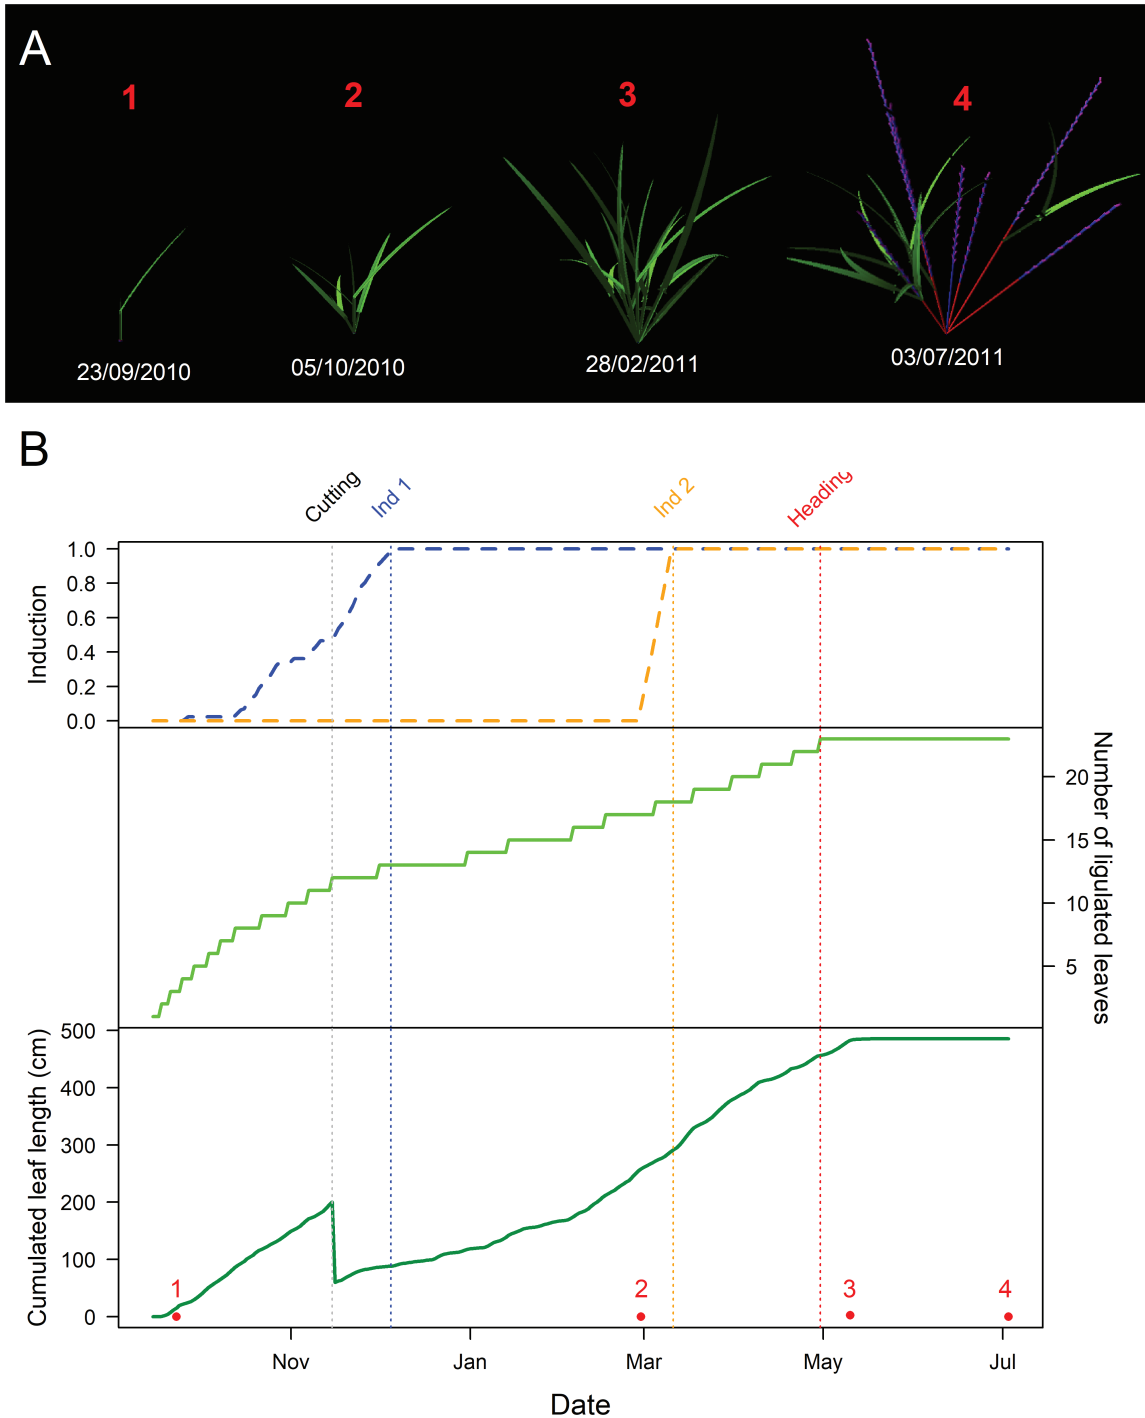 A
1
2
3
4
23/09/2010
05/10/2010
28/02/2011
03/07/2011
B
Cutting
Ind 1
Ind 2
Heading
Induction
1.0
0.8
0.6
0.4
0.2
0.0
Number of ligulated leaves
20
15
10
5
Cumulated leaf length (cm)
500
400
300
200
100
0
1
2
3
4
Nov
Jan
Mar
May
Jul
Date